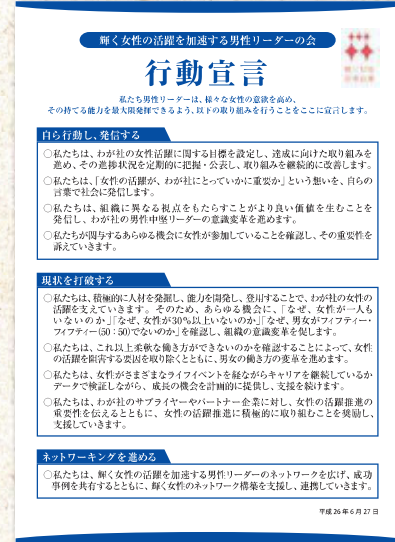 輝く女性の活躍を加速する男性リーダーの会
行動宣言
私たち男性リーダーは、様々な女性の意欲を高め、
その持てる能力を最大限発揮できるよう、以下の取り組みを行うことをここに宣言します。
自ら行動し、発信する
○私たちは、わが社の女性活躍に関する目標を設定し、達成に向けた取り組みを
進め、その進捗状況を定期的に把握・公表し、取り組みを継続的に改善します。
○私たちは、「女性の活躍が、わが社にとっていかに重要か」という想いを、自らの
言葉で社会に発信します。
○私たちは、組織に異なる視点をもたらすことがより良い価値を生むことを
発信し、わが社の男性中堅リーダーの意識変革を進めます。
○私たちが関与するあらゆる機会に女性が参加していることを確認し、その重要性を
訴えていきます。
現状を打破する
○私たちは、積極的に人材を発掘し、能力を開発し、登用することで、わが社の女性の
活躍を支えていきます。そのため、あらゆる機会に、「なぜ、女性が一人も
いないのか」「なぜ、女性が30%以上いないのか」「なぜ、男女がフィフティー・
フィフティー(50:50)でないのか」を確認し、組織の意識変革を促します。
○私たちは、これ以上柔軟な働き方ができないのかを確認することによって、女性
の活躍を阻害する要因を取り除くとともに、男女の働き方の変革を進めます。
○私たちは、女性がさまざまなライフイベントを経ながらキャリアを継続しているか
データで検証しながら、成長の機会を計画的に提供し、支援を続けます。
○私たちは、わが社のサプライヤーやパートナー企業に対し、女性の活躍推進の
重要性を伝えるとともに、女性の活躍推進に積極的に取り組むことを奨励し、
支援していきます。
ネットワーキングを進める
○私たちは、輝く女性の活躍を加速する男性リーダーのネットワークを広げ、成功
事例を共有するとともに、輝く女性のネットワーク構築を支援し、連携していきます。
平成26年6月27日